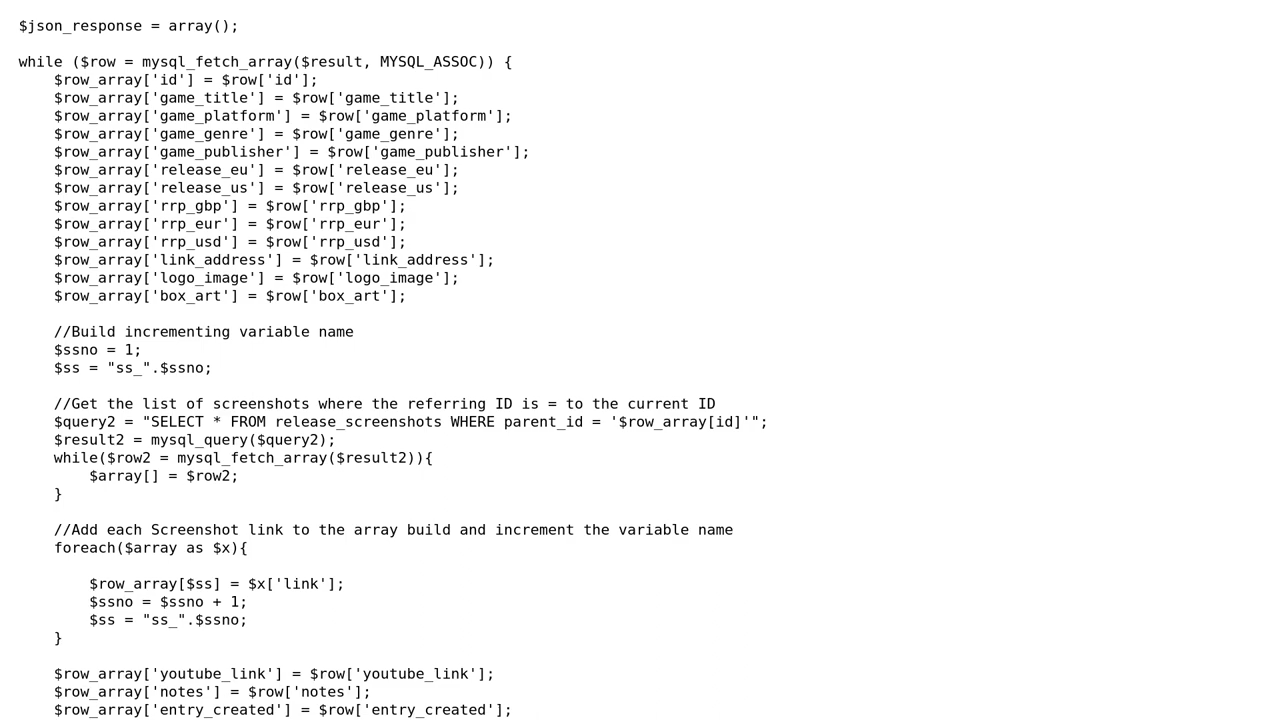 $json_response = array();

while ($row = mysql_fetch_array($result, MYSQL_ASSOC)) {
    $row_array['id'] = $row['id'];
    $row_array['game_title'] = $row['game_title'];
    $row_array['game_platform'] = $row['game_platform'];
    $row_array['game_genre'] = $row['game_genre'];
    $row_array['game_publisher'] = $row['game_publisher'];
    $row_array['release_eu'] = $row['release_eu'];
    $row_array['release_us'] = $row['release_us'];
    $row_array['rrp_gbp'] = $row['rrp_gbp'];
    $row_array['rrp_eur'] = $row['rrp_eur'];
    $row_array['rrp_usd'] = $row['rrp_usd'];
    $row_array['link_address'] = $row['link_address'];
    $row_array['logo_image'] = $row['logo_image'];
    $row_array['box_art'] = $row['box_art'];

    //Build incrementing variable name
    $ssno = 1;
    $ss = "ss_".$ssno;

    //Get the list of screenshots where the referring ID is = to the current ID
    $query2 = "SELECT * FROM release_screenshots WHERE parent_id = '$row_array[id]'";
    $result2 = mysql_query($query2);
    while($row2 = mysql_fetch_array($result2)){
        $array[] = $row2;
    }

    //Add each Screenshot link to the array build and increment the variable name
    foreach($array as $x){

        $row_array[$ss] = $x['link'];
        $ssno = $ssno + 1;
        $ss = "ss_".$ssno;
    }

    $row_array['youtube_link'] = $row['youtube_link'];
    $row_array['notes'] = $row['notes'];
    $row_array['entry_created'] = $row['entry_created'];